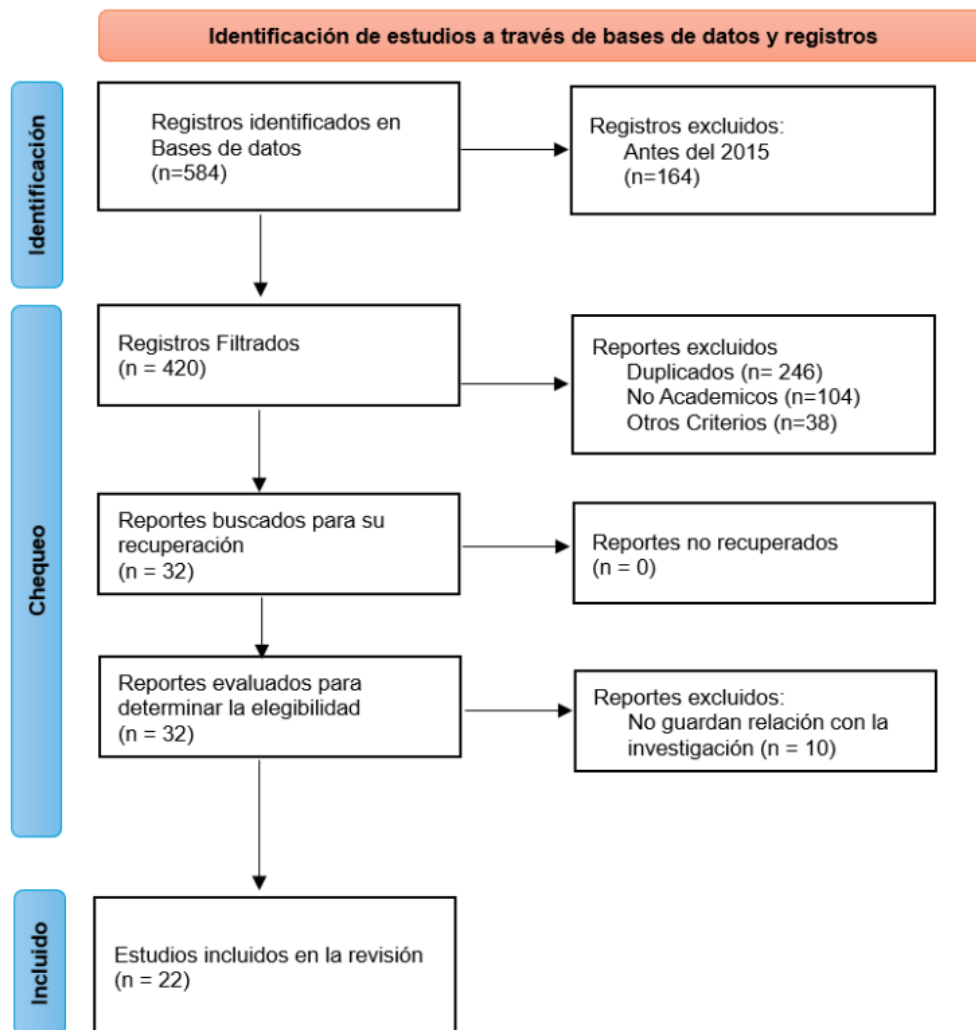 Identificación de estudios a través de bases de datos y registros
Identificación
Registros identificados en
Bases de datos
(n=584)
Registros excluidos:
Antes del 2015
(n=164)
Chequeo
Registros Filtrados
(n = 420)
Reportes excluidos
Duplicados (n= 246)
No Academicos (n=104)
Otros Criterios (n=38)
Reportes buscados para su
recuperación
(n = 32)
Reportes no recuperados
(n = 0)
Reportes evaluados para
determinar la elegibilidad
(n = 32)
Reportes excluidos:
No guardan relación con la
investigación (n = 10)
Incluido
Estudios incluidos en la revisión
(n = 22)